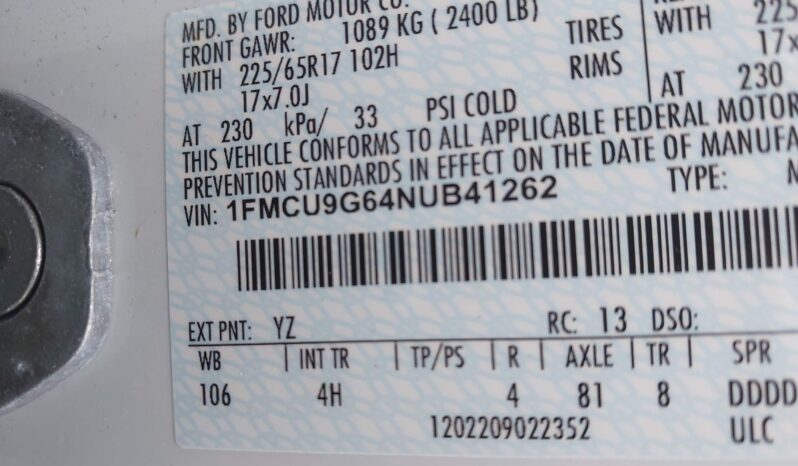 MFD. BY FORD MOTOR CO.
FRONT GAWR: 1089 KG ( 2400 LB)
WITH 225/65R17 102H TIRES WITH 225
17x7.0J RIMS 17x
AT 230 kPa/ 33 PSI COLD AT 230
THIS VEHICLE CONFORMS TO ALL APPLICABLE FEDERAL MOTOR
PREVENTION STANDARDS IN EFFECT ON THE DATE OF MANUFA
VIN: 1FMCU9G64NUB41262 TYPE: M
EXT PNT: YZ RC: 13 DSO:
WB | INT TR | TP/PS | R | AXLE | TR | SPR
106 4H 4 81 8 DDDD
1202209022352 ULC